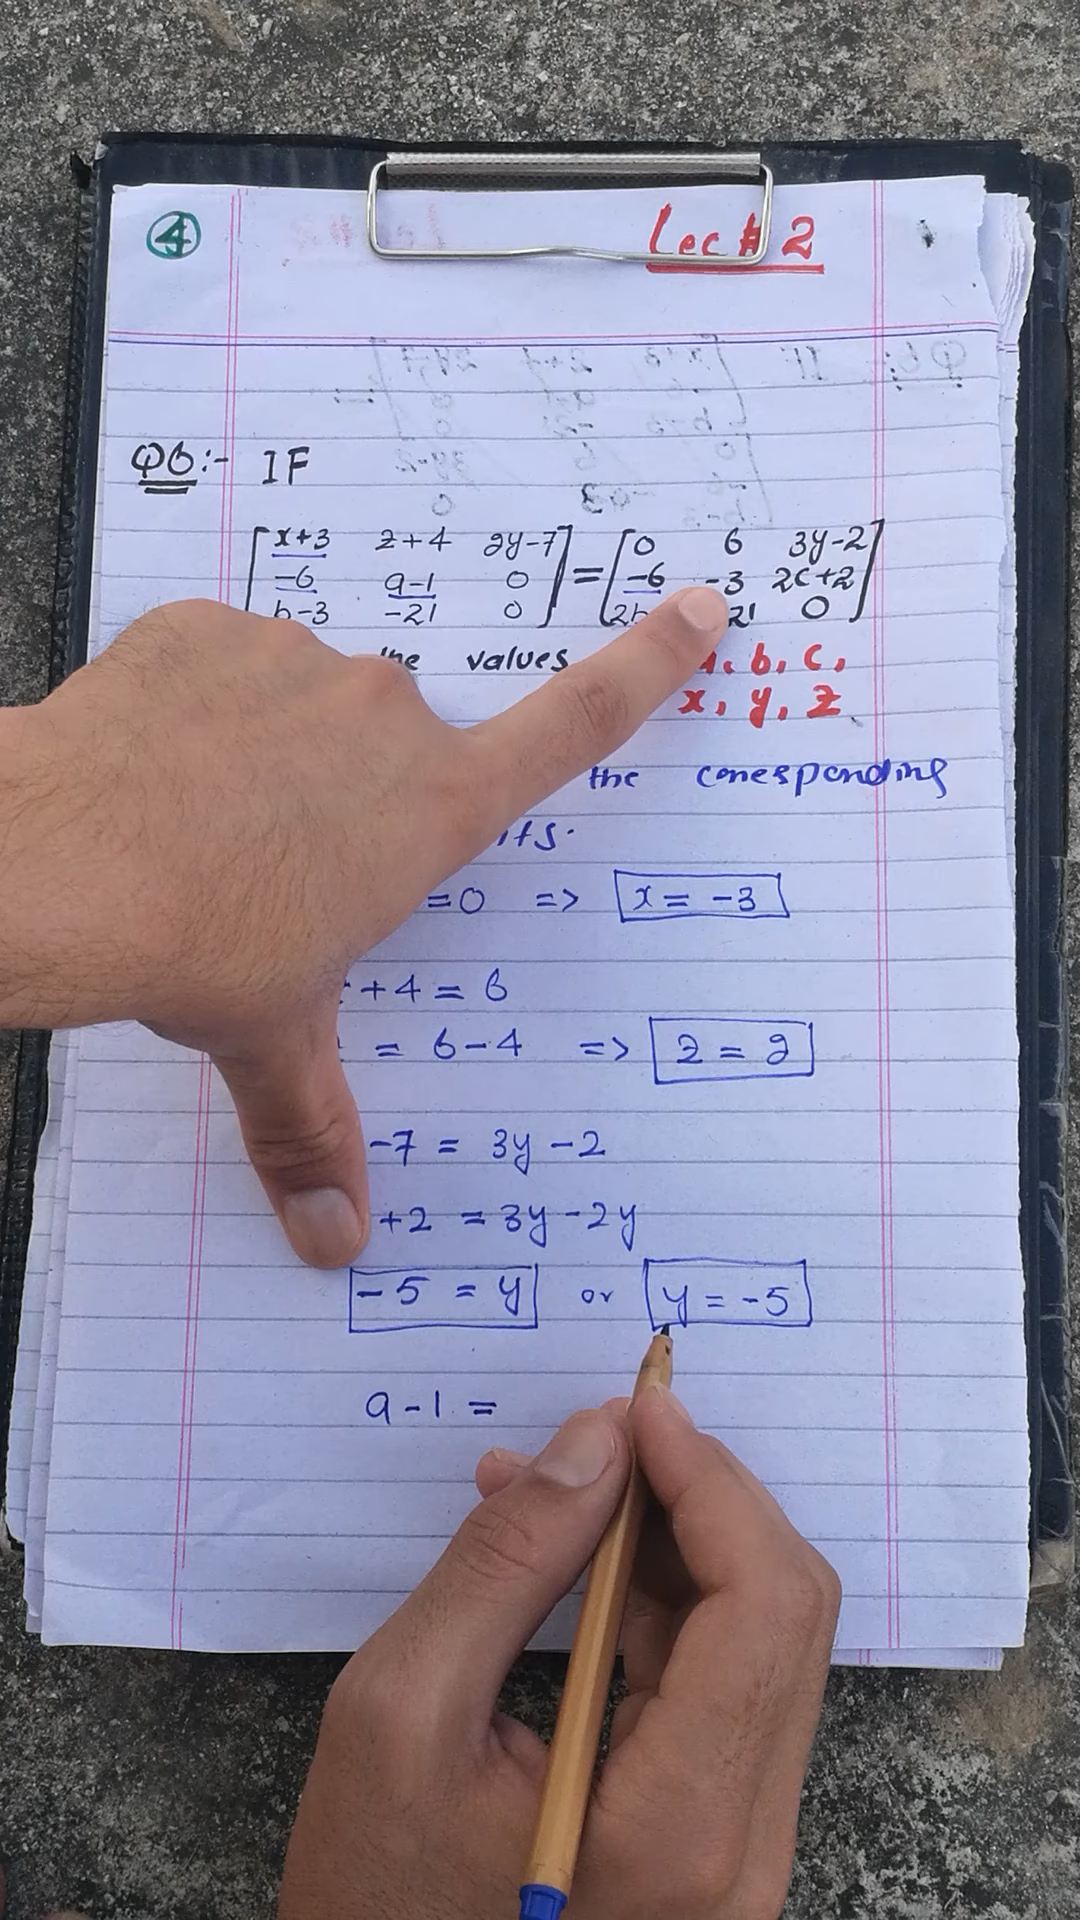 4
Lec # 2
Q6:- IF
[x+3 z+4 2y-7] = [0 6 3y-2]
[-6 a-1 0] [-6 -3 2c+2]
[b-3 -21 0] [2b 21 0]
the values a, b, c,
x, y, z
the corresponding
=0 => x = -3
+4 = 6
= 6-4 => z = 2
-7 = 3y-2
+2 = 3y-2y
-5 = y or y = -5
a-1 =